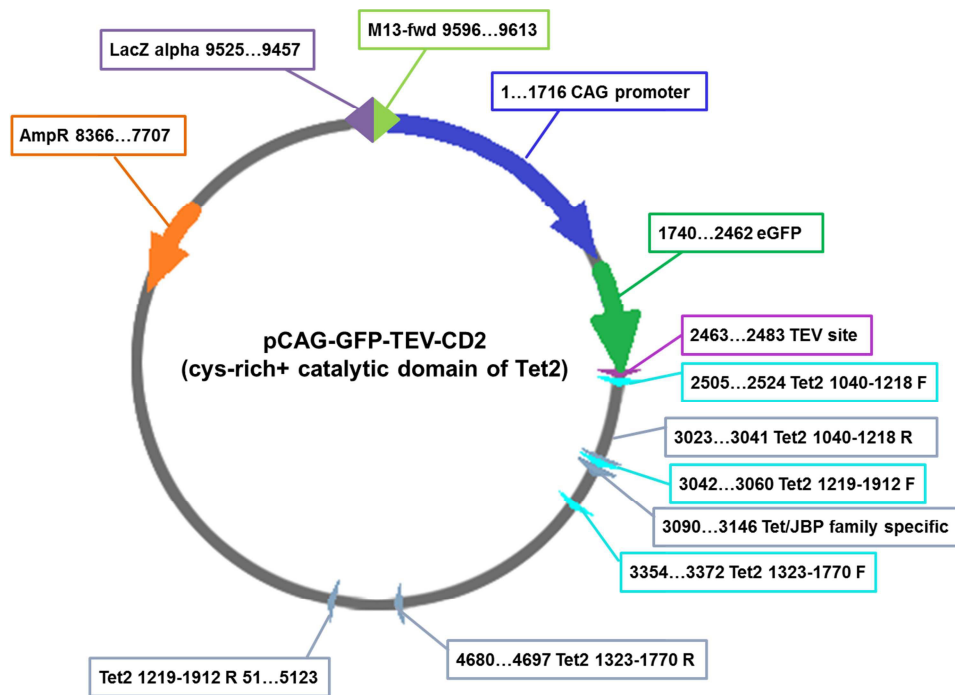 M13-fwd 9596...9613
LacZ alpha 9525...9457
1...1716 CAG promoter
AmpR 8366...7707
1740...2462 eGFP
pCAG-GFP-TEV-CD2
(cys-rich+ catalytic domain of Tet2)
2463...2483 TEV site
2505...2524 Tet2 1040-1218 F
3023...3041 Tet2 1040-1218 R
3042...3060 Tet2 1219-1912 F
3090...3146 Tet/JBP family specific
3354...3372 Tet2 1323-1770 F
4680...4697 Tet2 1323-1770 R
Tet2 1219-1912 R 51...5123